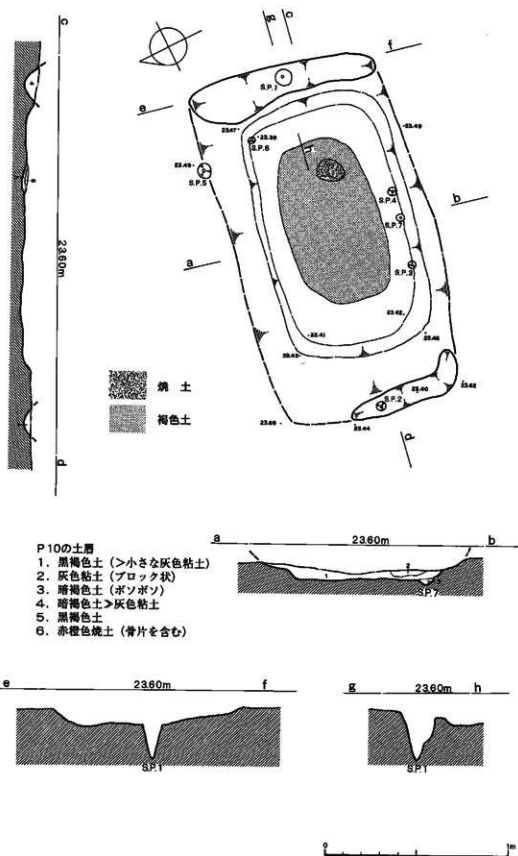 c
23.60m
d
g
c
f
e
S.P.1
23.47
23.39
S.P.6
h
23.49
23.49
S.P.5
S.P.4
b
S.P.7
a
S.P.3
23.42
23.41
23.46
23.43
23.40
23.42
S.P.2
23.44
d
焼 土
褐色土
P10の土層
1. 黒褐色土(>小さな灰色粘土)
2. 灰色粘土(ブロック状)
3. 暗褐色土(ボソボソ)
4. 暗褐色土≫灰色粘土
5. 黒褐色土
6. 赤橙色焼土(骨片を含む)
a 23.60m b
1
2
S.P.7
e 23.60m f
S.P.1
g 23.60m h
S.P.1
0 1m